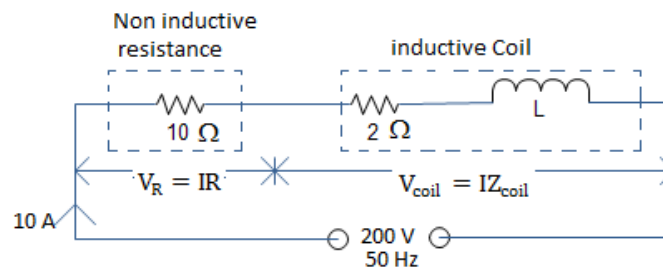 Non inductive
resistance
inductive Coil
10 Ω
2 Ω
L
V_R = IR
V_coil = IZ_coil
10 A
200 V
50 Hz